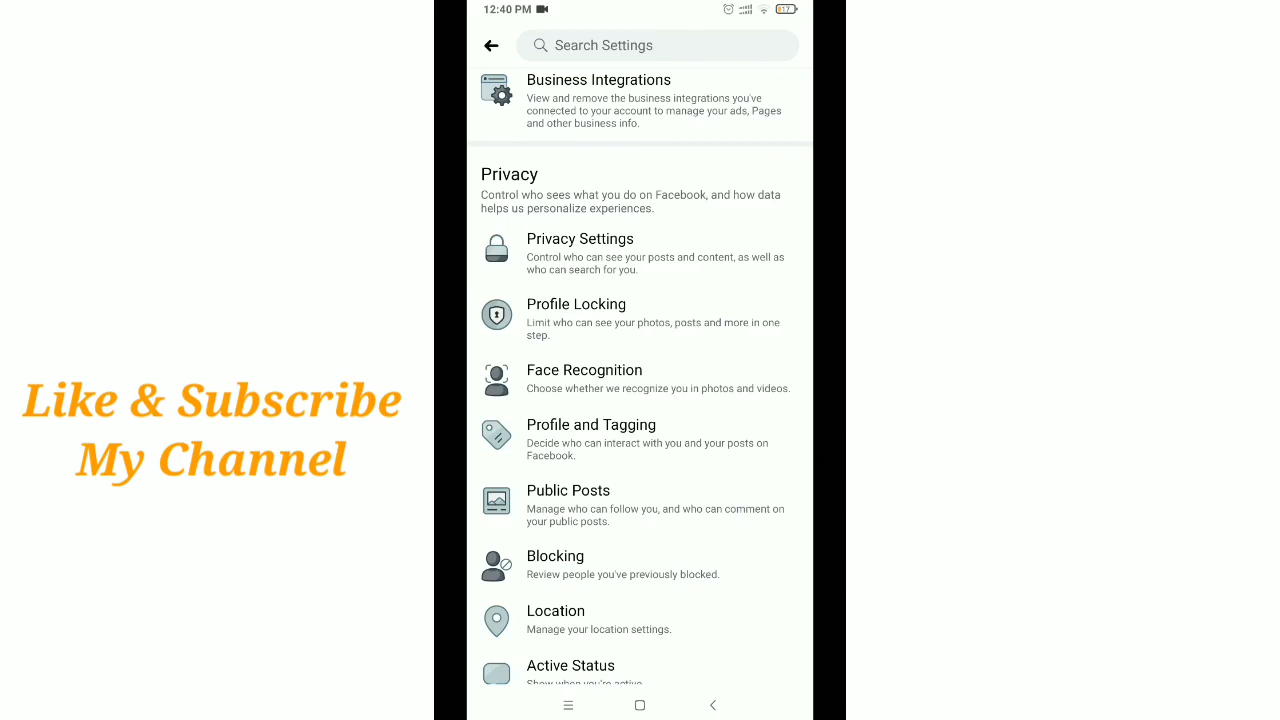 12:40 PM
17
Search Settings
Business Integrations
View and remove the business integrations you've
connected to your account to manage your ads, Pages
and other business info.
Privacy
Control who sees what you do on Facebook, and how data
helps us personalize experiences.
Privacy Settings
Control who can see your posts and content, as well as
who can search for you.
Profile Locking
Limit who can see your photos, posts and more in one
step.
Face Recognition
Choose whether we recognize you in photos and videos.
Profile and Tagging
Decide who can interact with you and your posts on
Facebook.
Public Posts
Manage who can follow you, and who can comment on
your public posts.
Blocking
Review people you've previously blocked.
Location
Manage your location settings.
Active Status
Show when you're active.
Like & Subscribe
My Channel